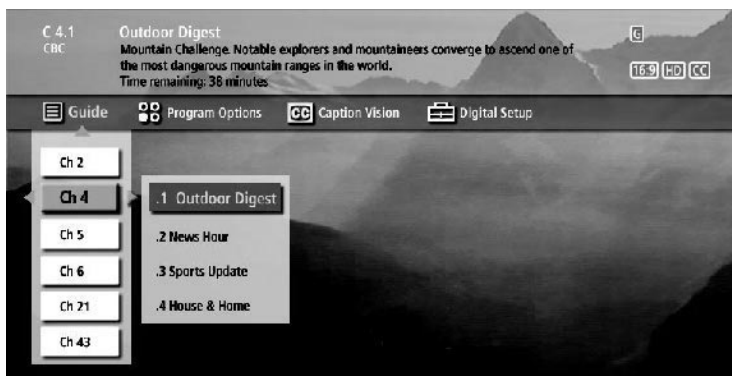 C 4.1 Outdoor Digest G
CBC Mountain Challenge. Notable explorers and mountaineers converge to ascend one of
the most dangerous mountain ranges in the world. 16:9 HD CC
Time remaining: 38 minutes
Guide Program Options CC Caption Vision Digital Setup
Ch 2
Ch 4 .1 Outdoor Digest
Ch 5 .2 News Hour
Ch 6 .3 Sports Update
Ch 21 .4 House & Home
Ch 43